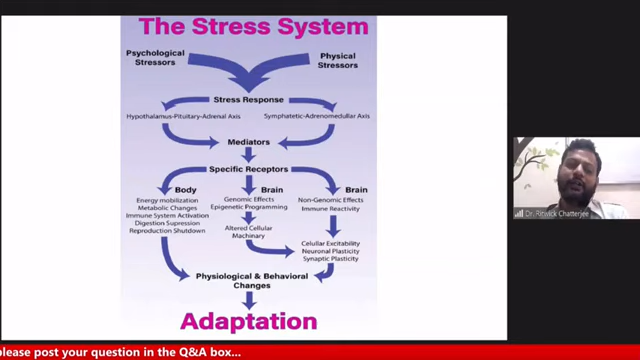 The Stress System
Psychological
Stressors
Physical
Stressors
Stress Response
Hypothalamus-Pituitary-Adrenal Axis
Symphatetic-Adrenomedullar Axis
Mediators
Specific Receptors
Body
Energy mobilization
Metabolic Changes
Immune System Activation
Digestion Supression
Reproduction Shutdown
Brain
Genomic Effects
Epigenetic Programming
Altered Cellular
Machinery
Brain
Non-Genomic Effects
Immune Reactivity
Celullar Excitability
Neuronal Plasticity
Synaptic Plasticity
Physiological & Behavioral
Changes
Adaptation
Dr. Ritwick Chatterjee
please post your question in the Q&A box...